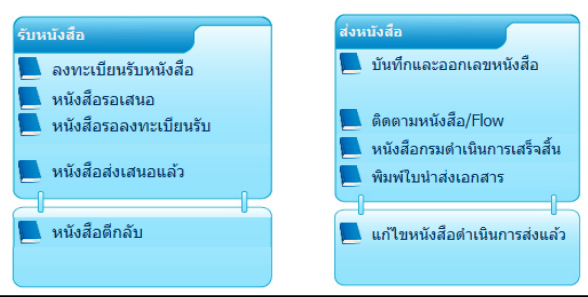 รับหนังสือ
ลงทะเบียนรับหนังสือ
หนังสือรอเสนอ
หนังสือรอลงทะเบียนรับ
หนังสือส่งเสนอแล้ว
หนังสือตีกลับ
ส่งหนังสือ
บันทึกและออกเลขหนังสือ
ติดตามหนังสือ/Flow
หนังสือกรมดำเนินการเสร็จสิ้น
พิมพ์ใบนำส่งเอกสาร
แก้ไขหนังสือดำเนินการส่งแล้ว